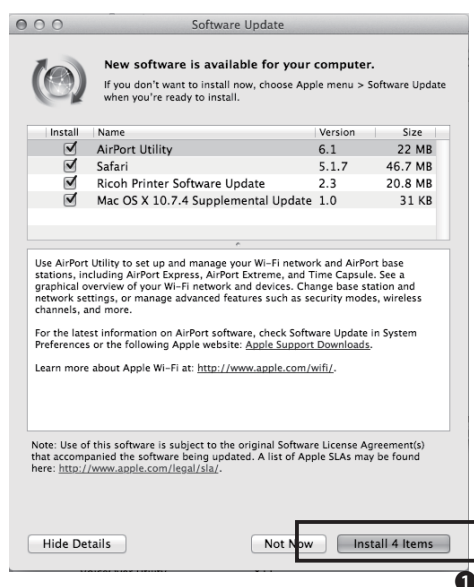 Software Update
New software is available for your computer.
If you don't want to install now, choose Apple menu > Software Update
when you're ready to install.
Install Name Version Size
AirPort Utility 6.1 22 MB
Safari 5.1.7 46.7 MB
Ricoh Printer Software Update 2.3 20.8 MB
Mac OS X 10.7.4 Supplemental Update 1.0 31 KB
Use AirPort Utility to set up and manage your Wi-Fi network and AirPort base
stations, including AirPort Express, AirPort Extreme, and Time Capsule. See a
graphical overview of your Wi-Fi network and devices. Change base station and
network settings, or manage advanced features such as security modes, wireless
channels, and more.
For the latest information on AirPort software, check Software Update in System
Preferences or the following Apple website: Apple Support Downloads.
Learn more about Apple Wi-Fi at: http://www.apple.com/wifi/.
Note: Use of this software is subject to the original Software License Agreement(s)
that accompanied the software being updated. A list of Apple SLAs may be found
here: http://www.apple.com/legal/sla/.
Hide Details Not Now Install 4 Items
1